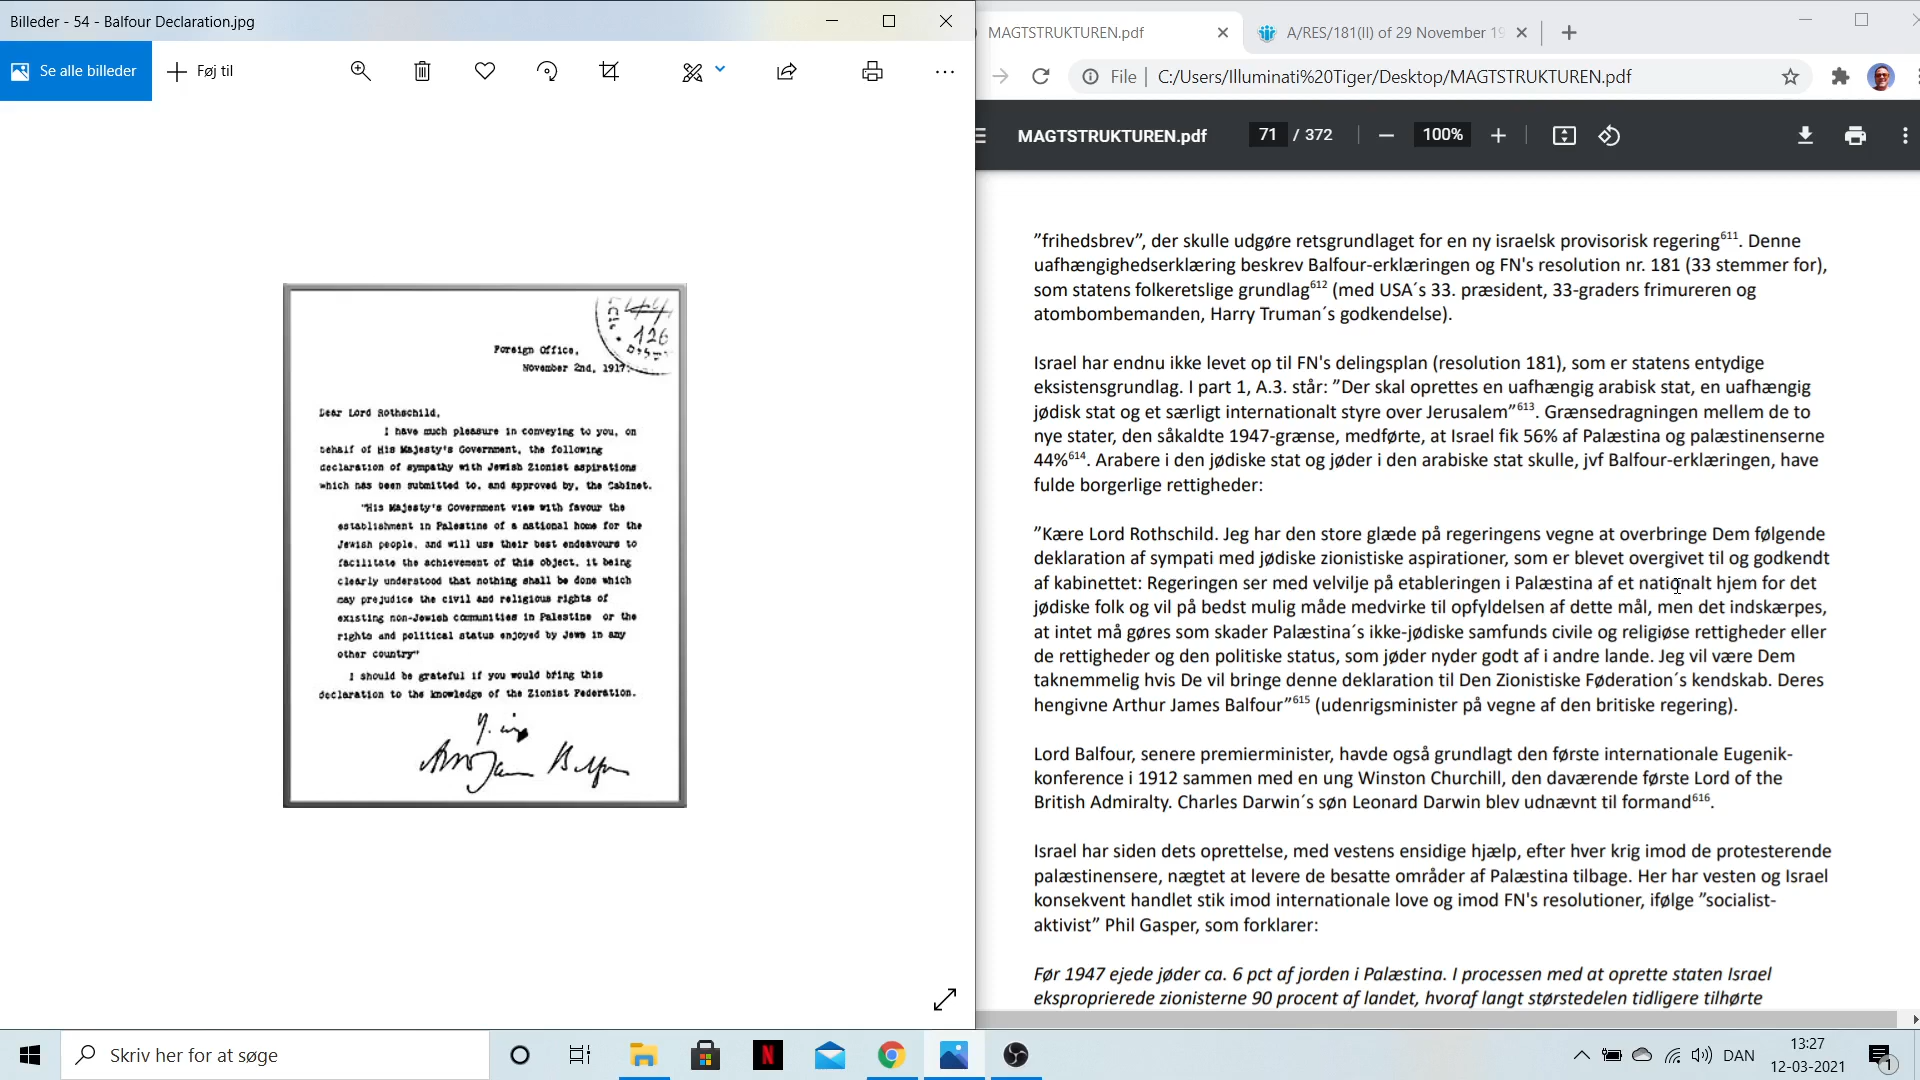 Billeder - 54 - Balfour Declaration.jpg
Se alle billeder
Føj til
126
Foreign Office,
November 2nd, 1917.
Dear Lord Rothschild,
I have much pleasure in conveying to you, on
behalf of His Majesty's Government, the following
declaration of sympathy with Jewish Zionist aspirations
which has been submitted to, and approved by, the Cabinet.
"His Majesty's Government view with favour the
establishment in Palestine of a national home for the
Jewish people, and will use their best endeavours to
facilitate the achievement of this object, it being
clearly understood that nothing shall be done which
may prejudice the civil and religious rights of
existing non-Jewish communities in Palestine or the
rights and political status enjoyed by Jews in any
other country"
I should be grateful if you would bring this
declaration to the knowledge of the Zionist Federation.
MAGTSTRUKTUREN.pdf
A/RES/181(II) of 29 November 19
File
C:/Users/Illuminati%20Tiger/Desktop/MAGTSTRUKTUREN.pdf
MAGTSTRUKTUREN.pdf
71 / 372
100%
”frihedsbrev”, der skulle udgøre retsgrundlaget for en ny israelsk provisorisk regering611. Denne
uafhængighedserklæring beskrev Balfour-erklæringen og FN's resolution nr. 181 (33 stemmer for),
som statens folkeretslige grundlag612 (med USA´s 33. præsident, 33-graders frimureren og
atombombemanden, Harry Truman´s godkendelse).
Israel har endnu ikke levet op til FN's delingsplan (resolution 181), som er statens entydige
eksistensgrundlag. I part 1, A.3. står: ”Der skal oprettes en uafhængig arabisk stat, en uafhængig
jødisk stat og et særligt internationalt styre over Jerusalem”613. Grænsedragningen mellem de to
nye stater, den såkaldte 1947-grænse, medførte, at Israel fik 56% af Palæstina og palæstinenserne
44%614. Arabere i den jødiske stat og jøder i den arabiske stat skulle, jvf Balfour-erklæringen, have
fulde borgerlige rettigheder:
”Kære Lord Rothschild. Jeg har den store glæde på regeringens vegne at overbringe Dem følgende
deklaration af sympati med jødiske zionistiske aspirationer, som er blevet overgivet til og godkendt
af kabinettet: Regeringen ser med velvilje på etableringen i Palæstina af et nationalt hjem for det
jødiske folk og vil på bedst mulig måde medvirke til opfyldelsen af dette mål, men det indskærpes,
at intet må gøres som skader Palæstina´s ikke-jødiske samfunds civile og religiøse rettigheder eller
de rettigheder og den politiske status, som jøder nyder godt af i andre lande. Jeg vil være Dem
taknemmelig hvis De vil bringe denne deklaration til Den Zionistiske Føderation´s kendskab. Deres
hengivne Arthur James Balfour”615 (udenrigsminister på vegne af den britiske regering).
Lord Balfour, senere premierminister, havde også grundlagt den første internationale Eugenik-
konference i 1912 sammen med en ung Winston Churchill, den daværende første Lord of the
British Admiralty. Charles Darwin´s søn Leonard Darwin blev udnævnt til formand616.
Israel har siden dets oprettelse, med vestens ensidige hjælp, efter hver krig imod de protesterende
palæstinensere, nægtet at levere de besatte områder af Palæstina tilbage. Her har vesten og Israel
konsekvent handlet stik imod internationale love og imod FN's resolutioner, ifølge ”socialist-
aktivist” Phil Gasper, som forklarer:
Før 1947 ejede jøder ca. 6 pct af jorden i Palæstina. I processen med at oprette staten Israel
eksproprierede zionisterne 90 procent af landet, hvoraf langt størstedelen tidligere tilhørte
Skriv her for at søge
DAN
13:27
12-03-2021
1